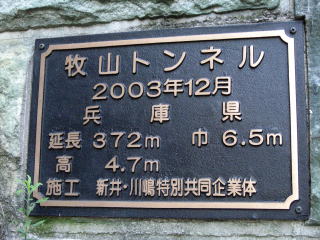 牧山トンネル
2003年12月
兵庫県
延長 372m 巾 6.5m
高 4.7m
施工 新井・川嶋特別共同企業体